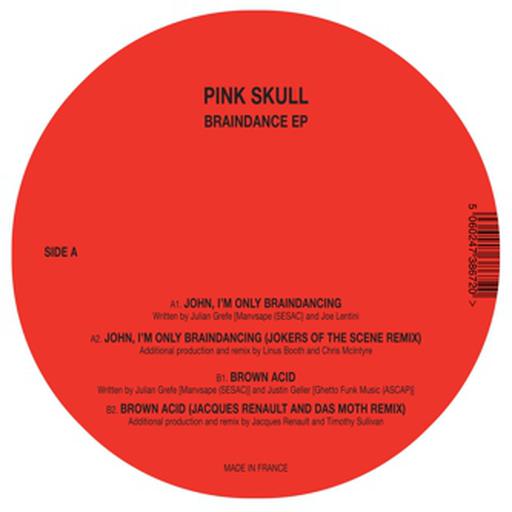 PINK SKULL
BRAINDANCE EP
SIDE A
5 060247 386720 >
A1. JOHN, I'M ONLY BRAINDANCING
Written by Julian Grefe [Manvsape (SESAC)] and Joe Lentini
A2. JOHN, I'M ONLY BRAINDANCING (JOKERS OF THE SCENE REMIX)
Additional production and remix by Linus Booth and Chris McIntyre
B1. BROWN ACID
Written by Julian Grefe [Manvsape (SESAC)] and Justin Geller [Ghetto Funk Music (ASCAP)]
B2. BROWN ACID (JACQUES RENAULT AND DAS MOTH REMIX)
Additional production and remix by Jacques Renault and Timothy Sullivan
MADE IN FRANCE